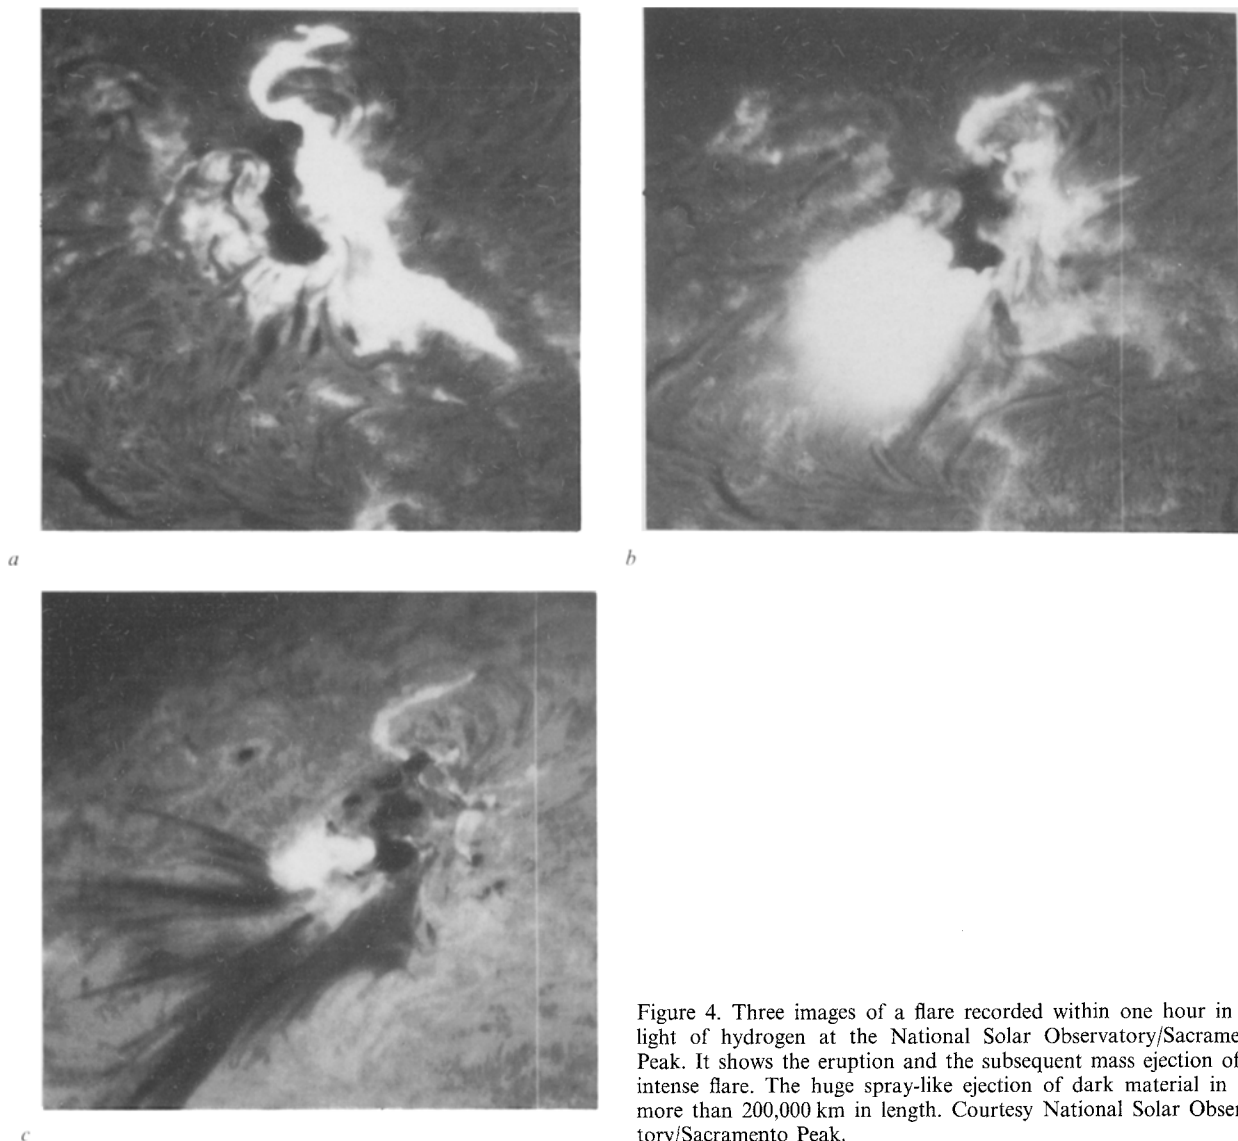 a
b
c
Figure 4. Three images of a flare recorded within one hour in
light of hydrogen at the National Solar Observatory/Sacrame
Peak. It shows the eruption and the subsequent mass ejection of
intense flare. The huge spray-like ejection of dark material in
more than 200,000 km in length. Courtesy National Solar Obser
tory/Sacramento Peak.